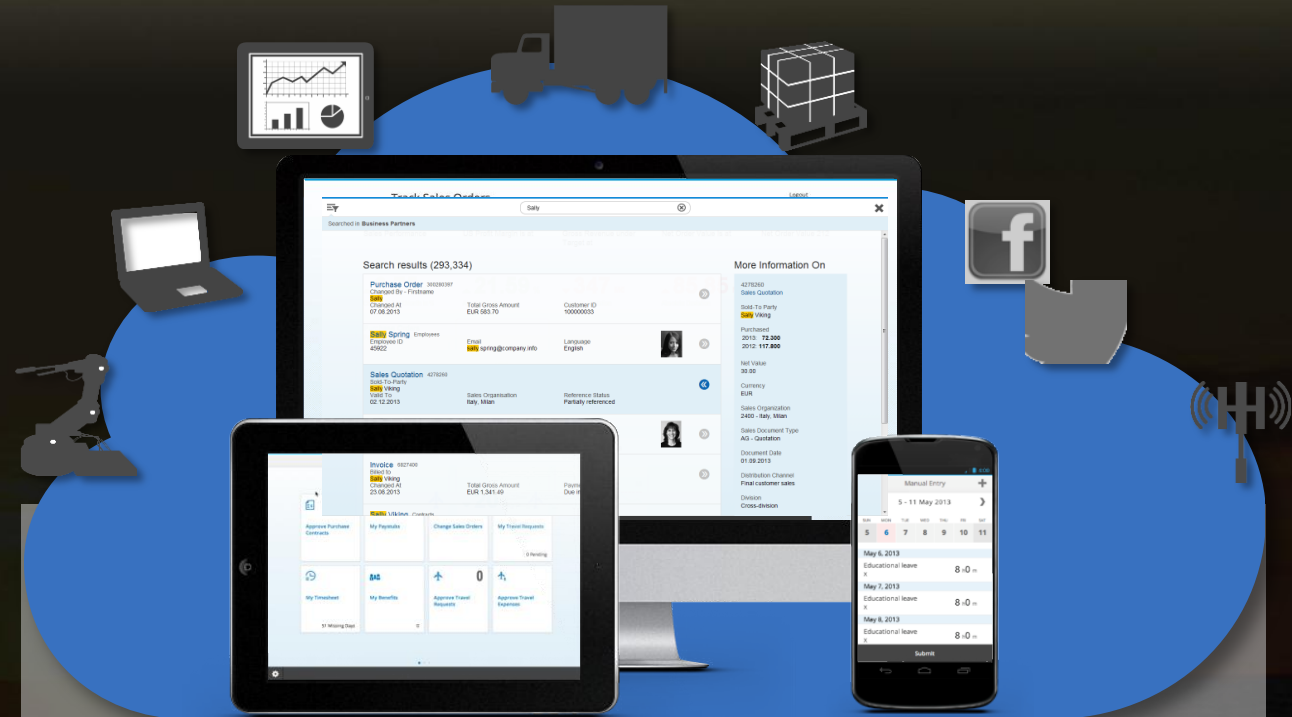 Track Sales Orders
Logout
Sally
Searched in Business Partners
Search results (293,334)
Purchase Order 300280397
Changed By - Firstname
Sally
Changed At
Total Gross Amount
Customer ID
07.08.2013
EUR 583.70
100000033
Sally Spring Employees
Employee ID
Email
Language
45922
sally.spring@company.info
English
Sales Quotation 4278260
Sold-To-Party
Sally Viking
Valid To
Sales Organisation
Reference Status
02.12.2013
Italy, Milan
Partially referenced
More Information On
4278260
Sales Quotation
Sold-To Party
Sally Viking
Purchased
2013: 72.300
2012: 117.800
Net Value
30.00
Currency
EUR
Sales Organization
2400 - Italy, Milan
Sales Document Type
AG - Quotation
Document Date
01.09.2013
Distribution Channel
Final customer sales
Division
Cross-division
Invoice
Billed to
Sally Viking
Changed At
Total Gross Amount
23.08.2013
EUR 1,341.49
Due
Sally Viking Contracts
Approve Purchase
Contracts
My Paystubs
Change Sales Orders
My Travel Requests
0 Pending
0
My Timesheet
My Benefits
Approve Travel
Requests
Approve Travel
Expenses
51 Missing Days
0
f
Manual Entry
5 - 11 May 2013
SUN MON TUE WED THU FRI SAT
5 6 7 8 9 10 11
May 6, 2013
Educational leave
8 h 0 m
x
May 7, 2013
Educational leave
8 h 0 m
x
May 8, 2013
Educational leave
8 h 0 m
x
Submit